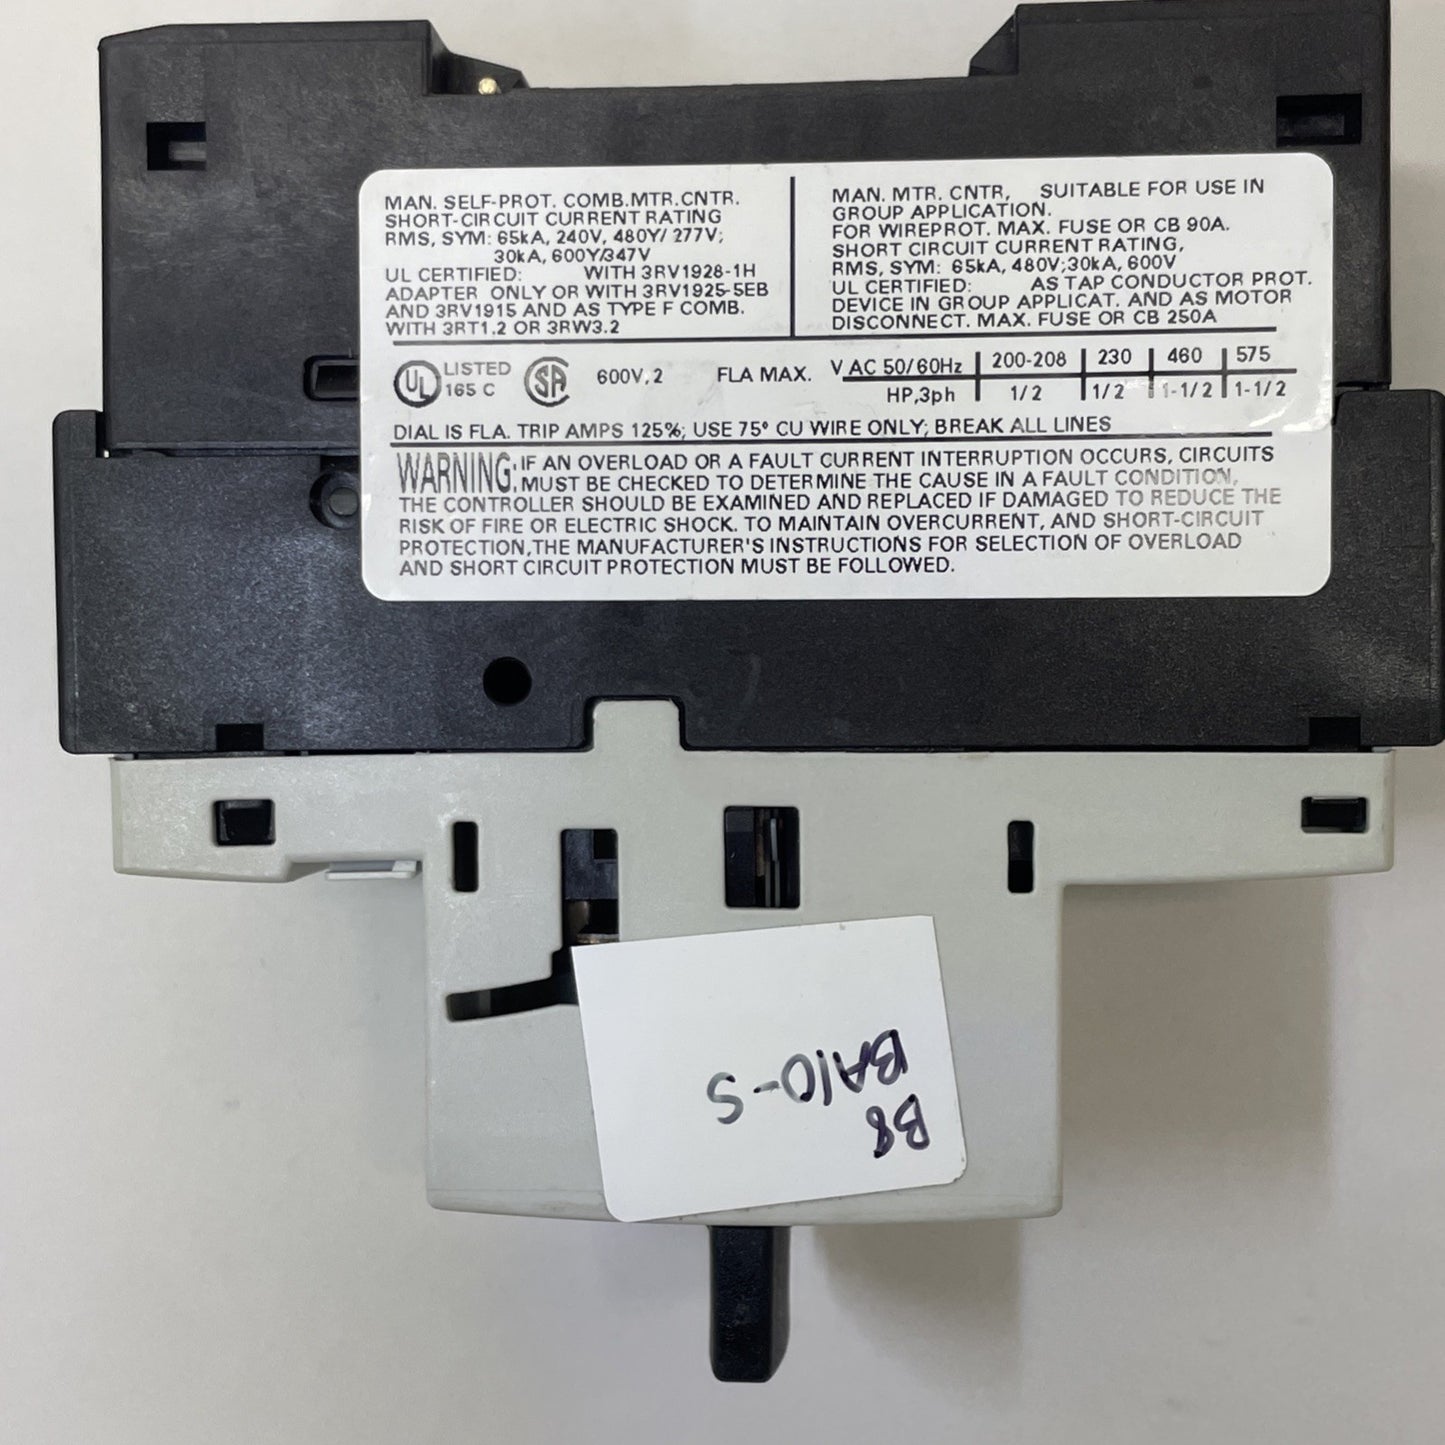 MAN. SELF-PROT. COMB.MTR.CNTR.
SHORT-CIRCUIT CURRENT RATING
RMS, SYM: 65kA, 240V, 480Y/ 277V;
30kA, 600Y/347V
UL CERTIFIED: WITH 3RV1928-1H
ADAPTER ONLY OR WITH 3RV1925-5EB
AND 3RV1915 AND AS TYPE F COMB.
WITH 3RT1.2 OR 3RW3.2
MAN. MTR. CNTR, SUITABLE FOR USE IN
GROUP APPLICATION.
FOR WIREPROT. MAX. FUSE OR CB 90A.
SHORT CIRCUIT CURRENT RATING,
RMS, SYM: 65kA, 480V;30kA, 600V
UL CERTIFIED: AS TAP CONDUCTOR PROT.
DEVICE IN GROUP APPLICAT. AND AS MOTOR
DISCONNECT. MAX. FUSE OR CB 250A
UL LISTED 165 C SA 600V,2 FLA MAX. V AC 50/60Hz 200-208 230 460 575
HP,3ph 1/2 1/2 1-1/2 1-1/2
DIAL IS FLA. TRIP AMPS 125%; USE 75° CU WIRE ONLY; BREAK ALL LINES
WARNING: IF AN OVERLOAD OR A FAULT CURRENT INTERRUPTION OCCURS, CIRCUITS
MUST BE CHECKED TO DETERMINE THE CAUSE IN A FAULT CONDITION,
THE CONTROLLER SHOULD BE EXAMINED AND REPLACED IF DAMAGED TO REDUCE THE
RISK OF FIRE OR ELECTRIC SHOCK. TO MAINTAIN OVERCURRENT, AND SHORT-CIRCUIT
PROTECTION,THE MANUFACTURER'S INSTRUCTIONS FOR SELECTION OF OVERLOAD
AND SHORT CIRCUIT PROTECTION MUST BE FOLLOWED.
B8
BA10-S